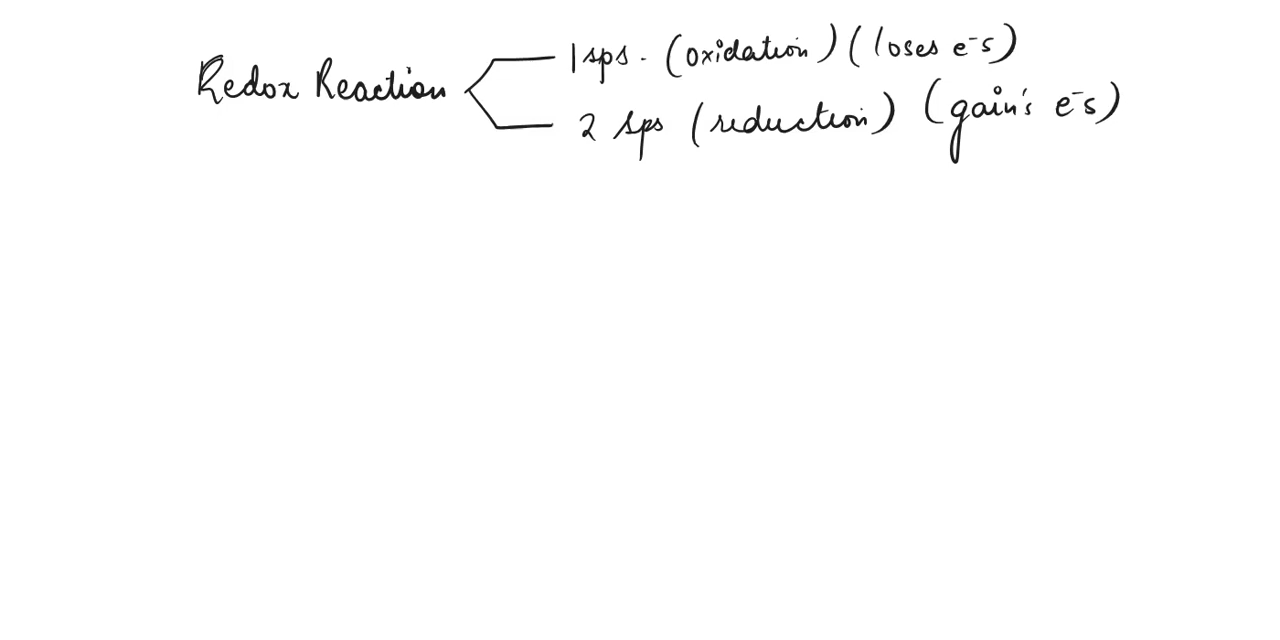 Redox Reaction
1 sps. (oxidation) (loses e⁻s)
2 sps (reduction) (gain's e⁻s)